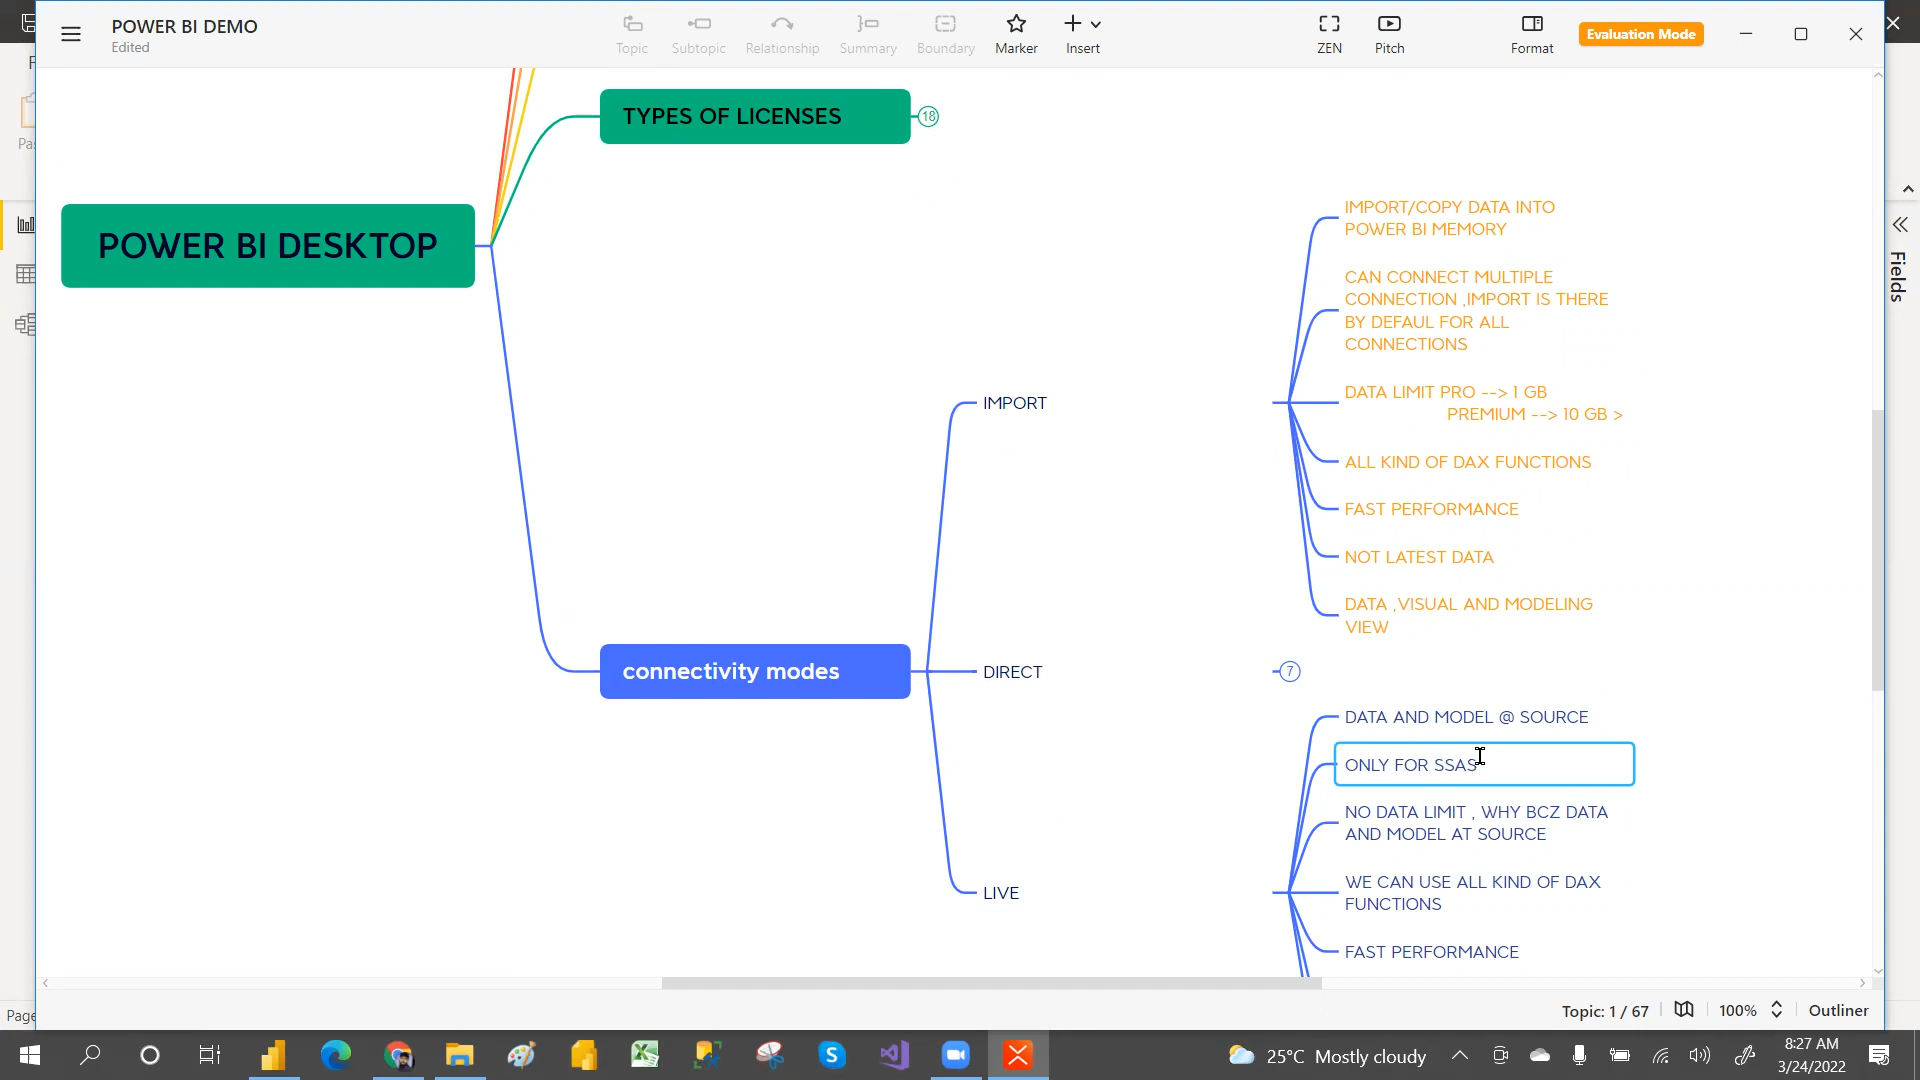 POWER BI DEMO
Edited
Topic
Subtopic
Relationship
Summary
Boundary
Marker
Insert
ZEN
Pitch
Format
Evaluation Mode
TYPES OF LICENSES
18
POWER BI DESKTOP
IMPORT/COPY DATA INTO
POWER BI MEMORY
CAN CONNECT MULTIPLE
CONNECTION ,IMPORT IS THERE
BY DEFAUL FOR ALL
CONNECTIONS
DATA LIMIT PRO --> 1 GB
PREMIUM --> 10 GB >
IMPORT
ALL KIND OF DAX FUNCTIONS
FAST PERFORMANCE
NOT LATEST DATA
DATA ,VISUAL AND MODELING
VIEW
connectivity modes
DIRECT
7
DATA AND MODEL @ SOURCE
ONLY FOR SSAS
NO DATA LIMIT , WHY BCZ DATA
AND MODEL AT SOURCE
LIVE
WE CAN USE ALL KIND OF DAX
FUNCTIONS
FAST PERFORMANCE
Fields
Topic: 1 / 67
100%
Outliner
Page
25°C Mostly cloudy
8:27 AM
3/24/2022